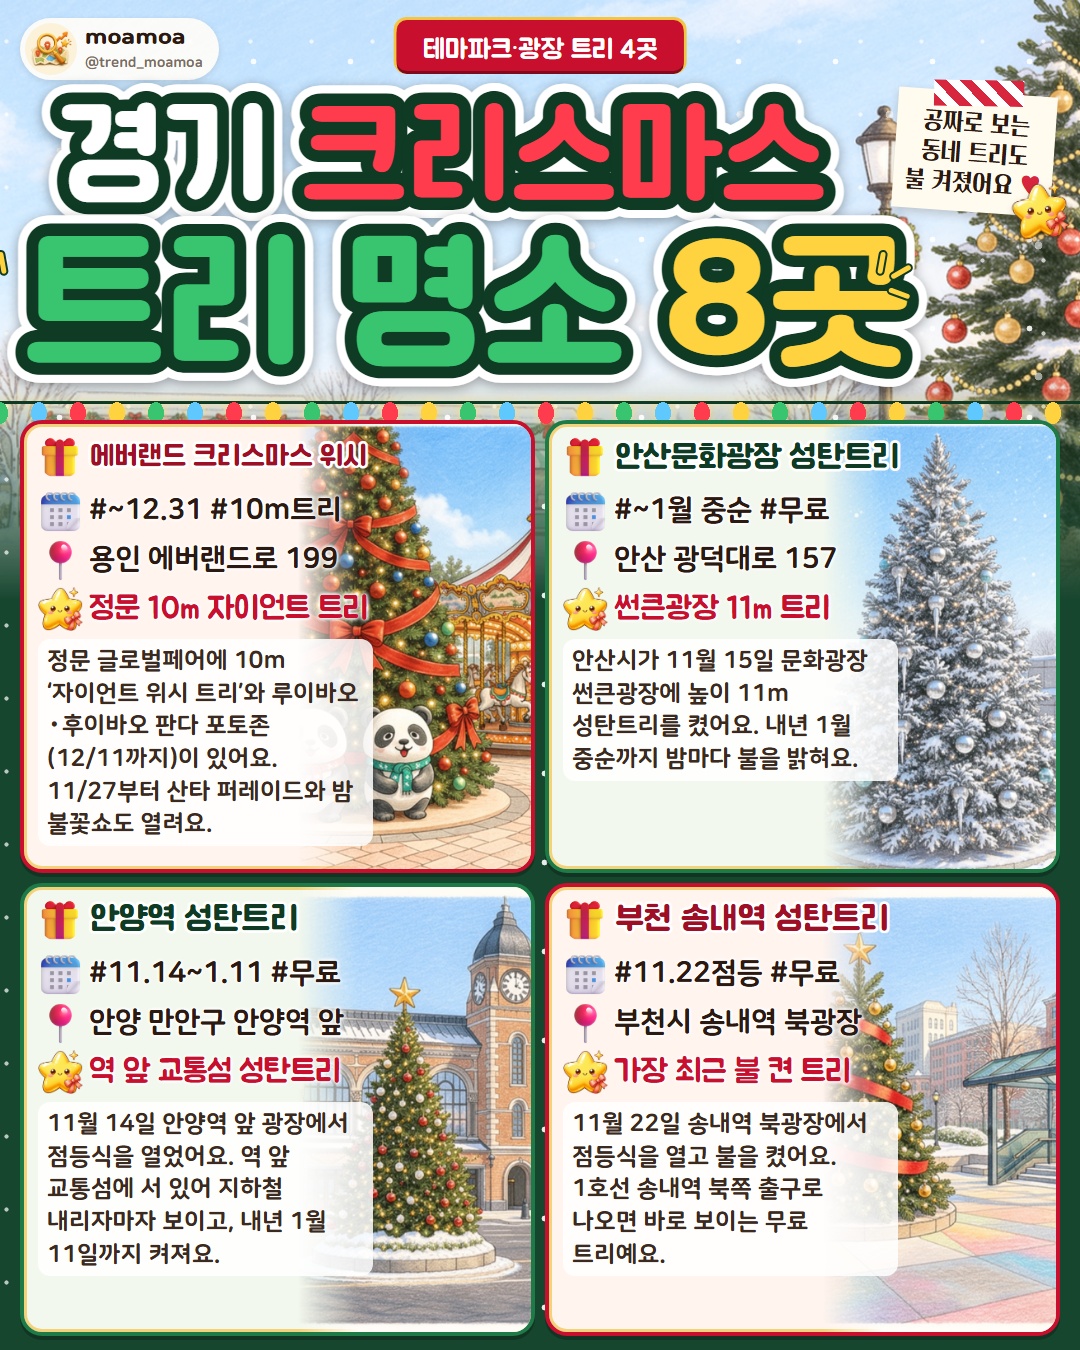 moamoa
@trend_moamoa
테마파크·광장 트리 4곳
경기 크리스마스
트리 명소 8곳
공짜로 보는
동네 트리도
불 켜졌어요
에버랜드 크리스마스 위시
#~12.31 #10m트리
용인 에버랜드로 199
정문 10m 자이언트 트리
정문 글로벌페어에 10m
‘자이언트 위시 트리’와 루이바오
·후이바오 판다 포토존
(12/11까지)이 있어요.
11/27부터 산타 퍼레이드와 밤
불꽃쇼도 열려요.
안산문화광장 성탄트리
#~1월 중순 #무료
안산 광덕대로 157
썬큰광장 11m 트리
안산시가 11월 15일 문화광장
썬큰광장에 높이 11m
성탄트리를 켰어요. 내년 1월
중순까지 밤마다 불을 밝혀요.
안양역 성탄트리
#11.14~1.11 #무료
안양 만안구 안양역 앞
역 앞 교통섬 성탄트리
11월 14일 안양역 앞 광장에서
점등식을 열었어요. 역 앞
교통섬에 서 있어 지하철
내리자마자 보이고, 내년 1월
11일까지 켜져요.
부천 송내역 성탄트리
#11.22점등 #무료
부천시 송내역 북광장
가장 최근 불 켠 트리
11월 22일 송내역 북광장에서
점등식을 열고 불을 켰어요.
1호선 송내역 북쪽 출구로
나오면 바로 보이는 무료
트리예요.